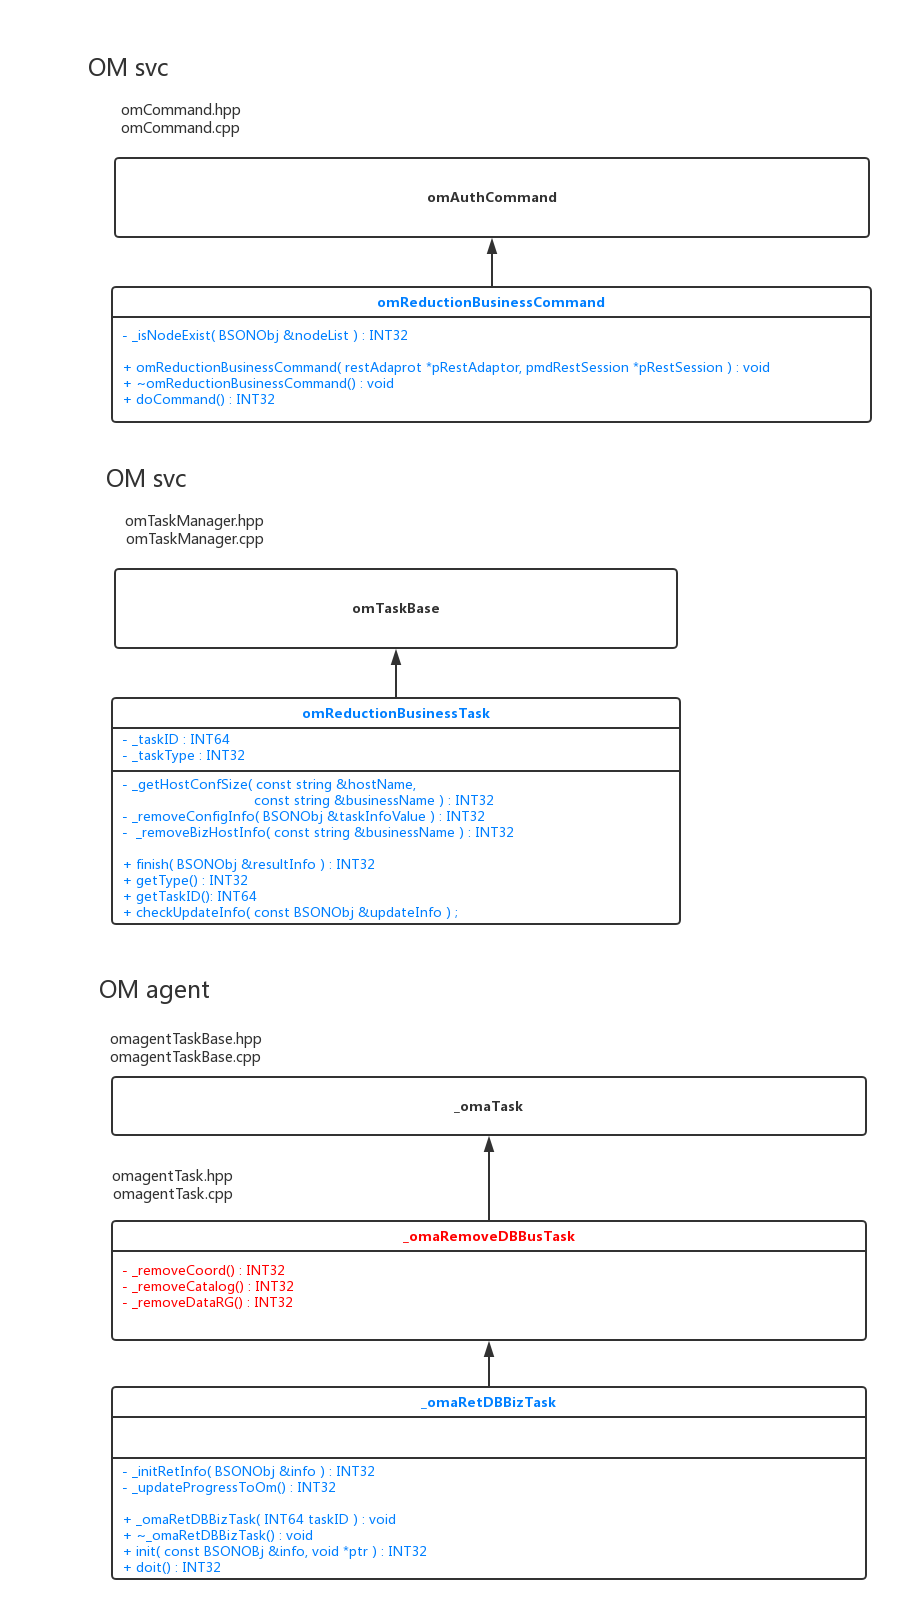 OM svc
omCommand.hpp
omCommand.cpp
omAuthCommand
omReductionBusinessCommand
- _isNodeExist( BSONObj &nodeList ) : INT32
+ omReductionBusinessCommand( restAdaprot *pRestAdaptor, pmdRestSession *pRestSession ) : void
+ ~omReductionBusinessCommand() : void
+ doCommand() : INT32
OM svc
omTaskManager.hpp
omTaskManager.cpp
omTaskBase
omReductionBusinessTask
- _taskID : INT64
- _taskType : INT32
- _getHostConfSize( const string &hostName,
const string &businessName ) : INT32
- _removeConfigInfo( BSONObj &taskInfoValue ) : INT32
- _removeBizHostInfo( const string &businessName ) : INT32
+ finish( BSONObj &resultInfo ) : INT32
+ getType() : INT32
+ getTaskID(): INT64
+ checkUpdateInfo( const BSONObj &updateInfo ) ;
OM agent
omagentTaskBase.hpp
omagentTaskBase.cpp
_omaTask
omagentTask.hpp
omagentTask.cpp
_omaRemoveDBBusTask
- _removeCoord() : INT32
- _removeCatalog() : INT32
- _removeDataRG() : INT32
_omaRetDBBizTask
- _initRetInfo( BSONObj &info ) : INT32
- _updateProgressToOm() : INT32
+ _omaRetDBBizTask( INT64 taskID ) : void
+ ~_omaRetDBBizTask() : void
+ init( const BSONOBj &info, void *ptr ) : INT32
+ doit() : INT32